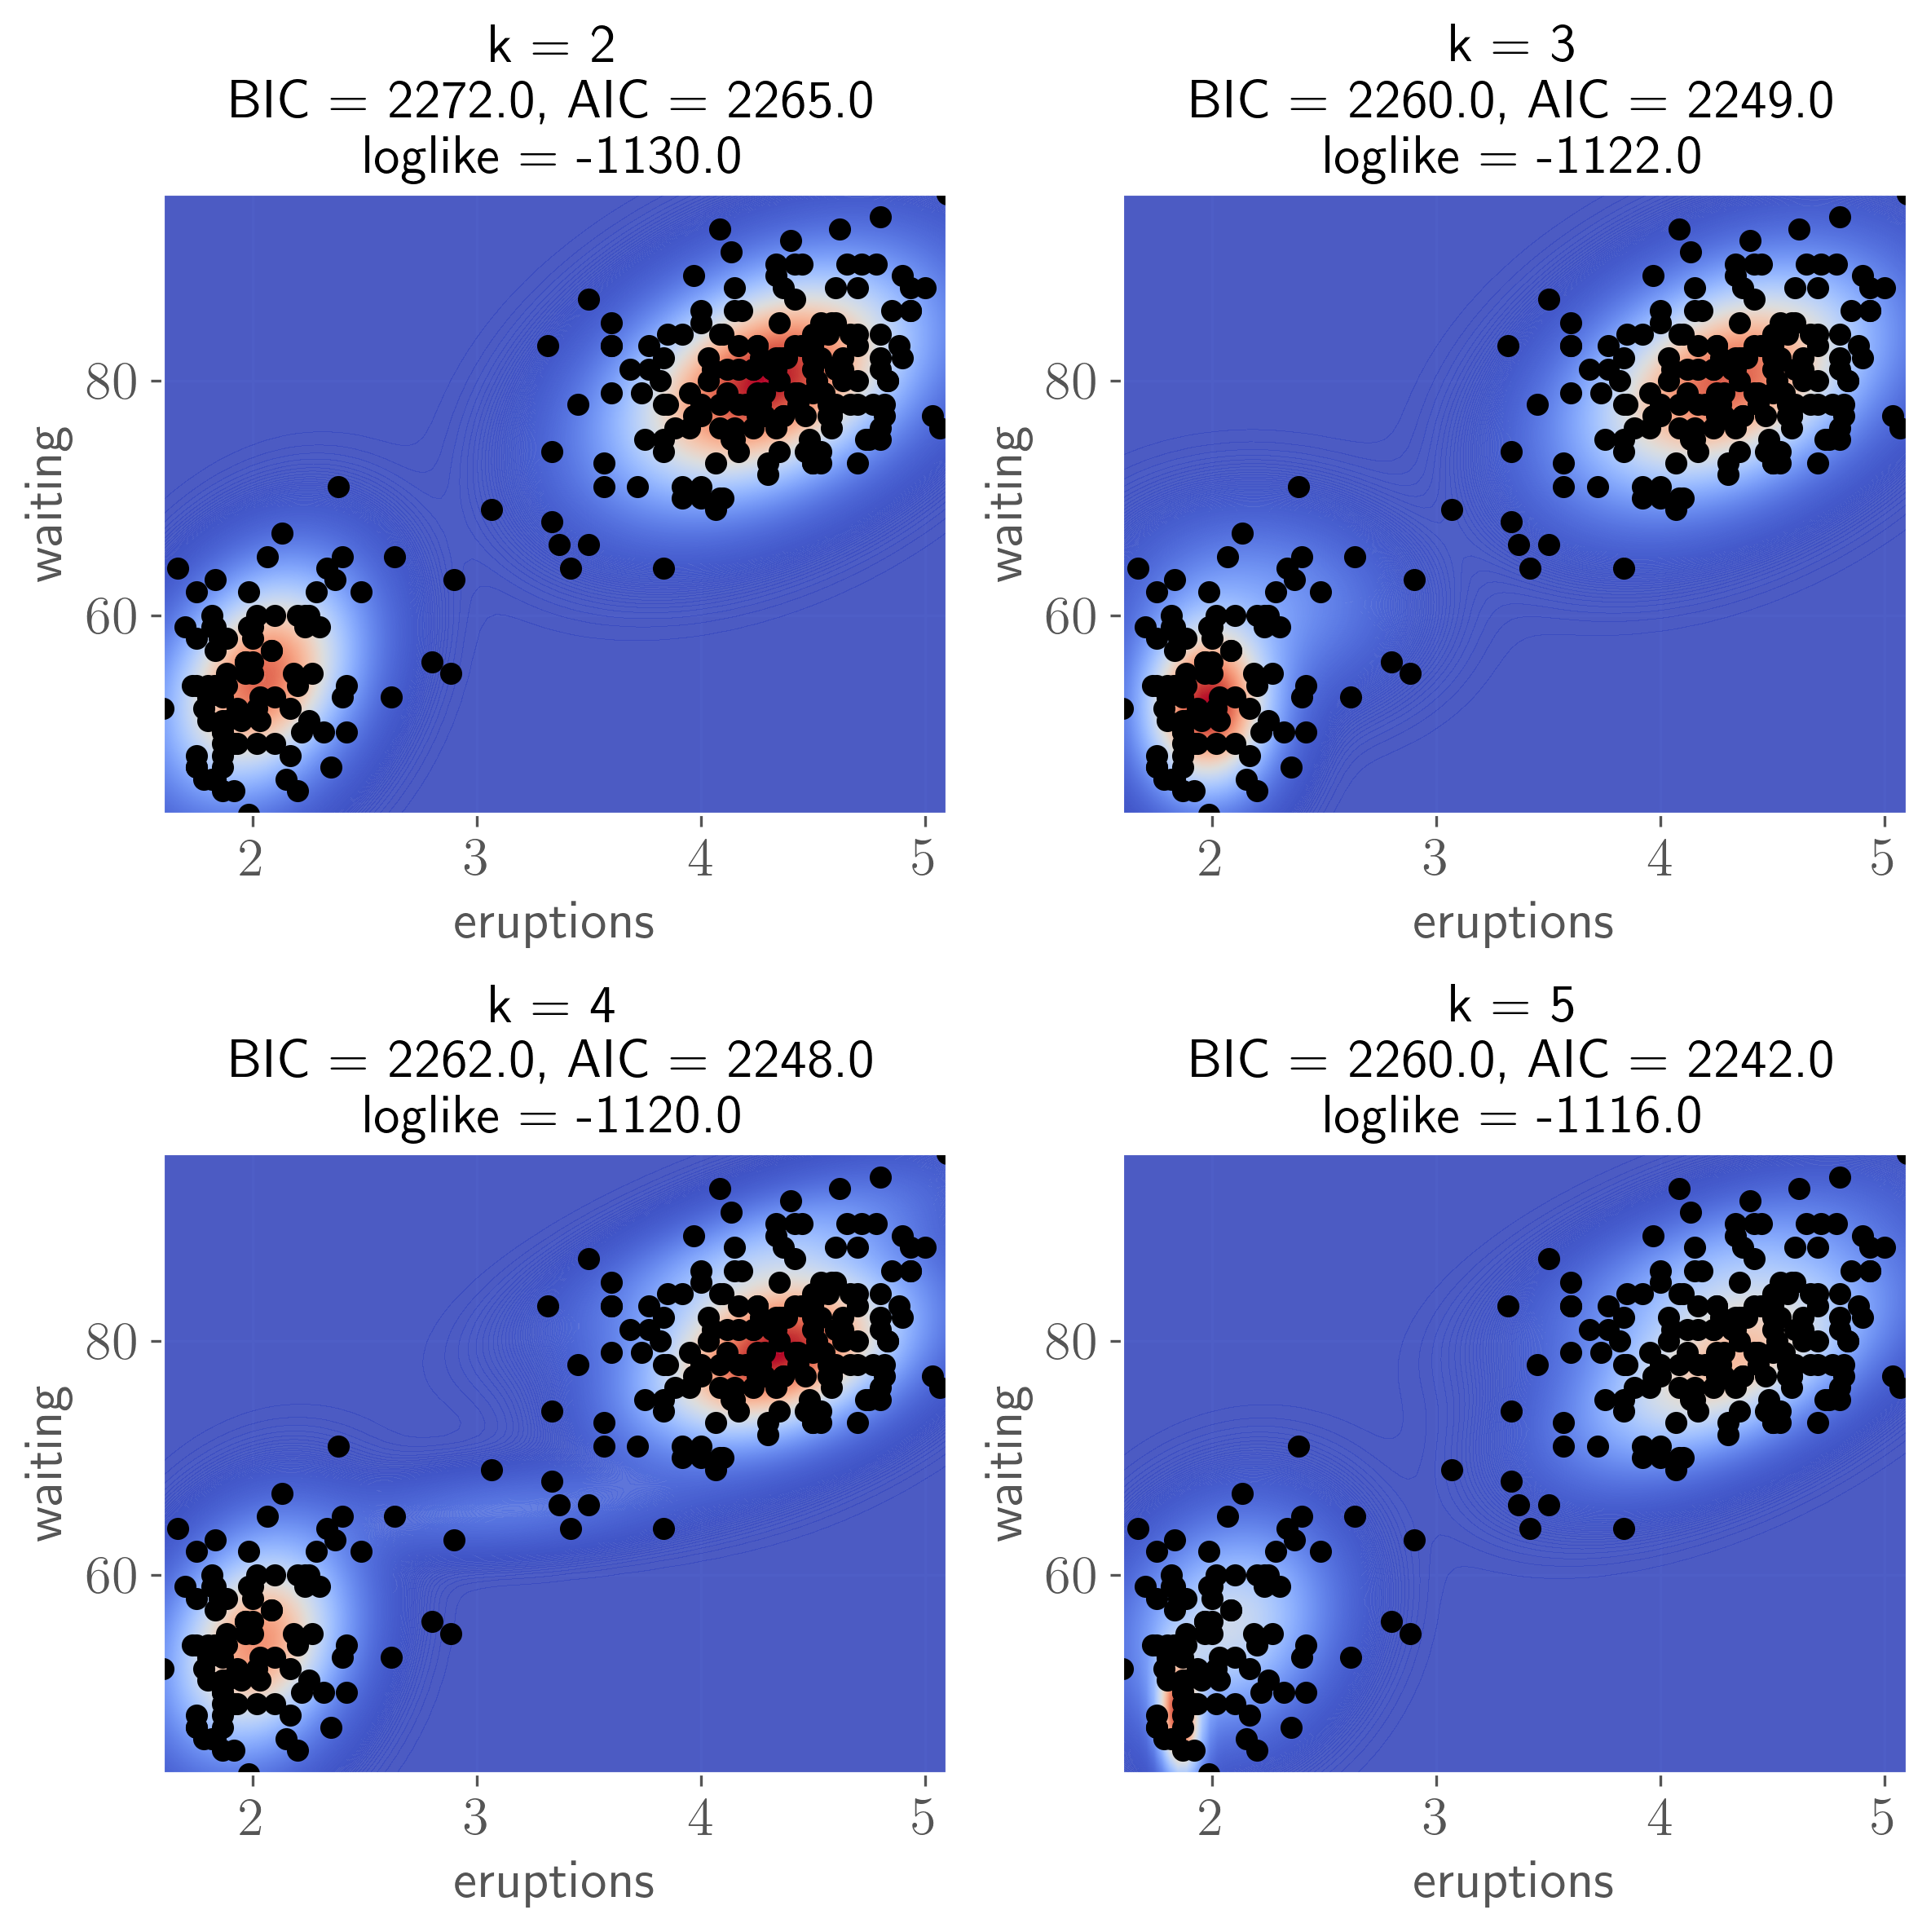 k = 2
BIC = 2272.0, AIC = 2265.0
loglike = -1130.0
80
60
waiting
2 3 4 5
eruptions
k = 3
BIC = 2260.0, AIC = 2249.0
loglike = -1122.0
80
60
waiting
2 3 4 5
eruptions
k = 4
BIC = 2262.0, AIC = 2248.0
loglike = -1120.0
80
60
waiting
2 3 4 5
eruptions
k = 5
BIC = 2260.0, AIC = 2242.0
loglike = -1116.0
80
60
waiting
2 3 4 5
eruptions